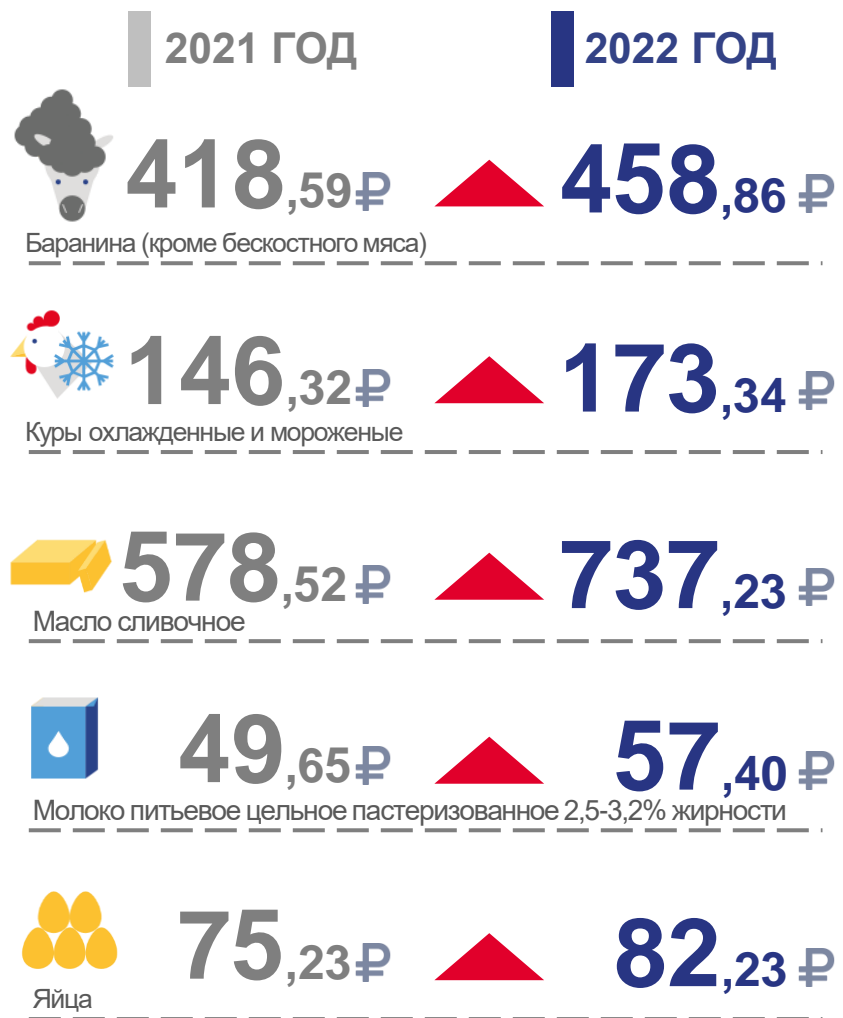 2021 ГОД 2022 ГОД
418,59₽ 458,86 ₽
Баранина (кроме бескостного мяса)
146,32₽ 173,34 ₽
Куры охлажденные и мороженые
578,52 ₽ 737,23 ₽
Масло сливочное
49,65₽ 57,40 ₽
Молоко питьевое цельное пастеризованное 2,5-3,2% жирности
75,23₽ 82,23 ₽
Яйца